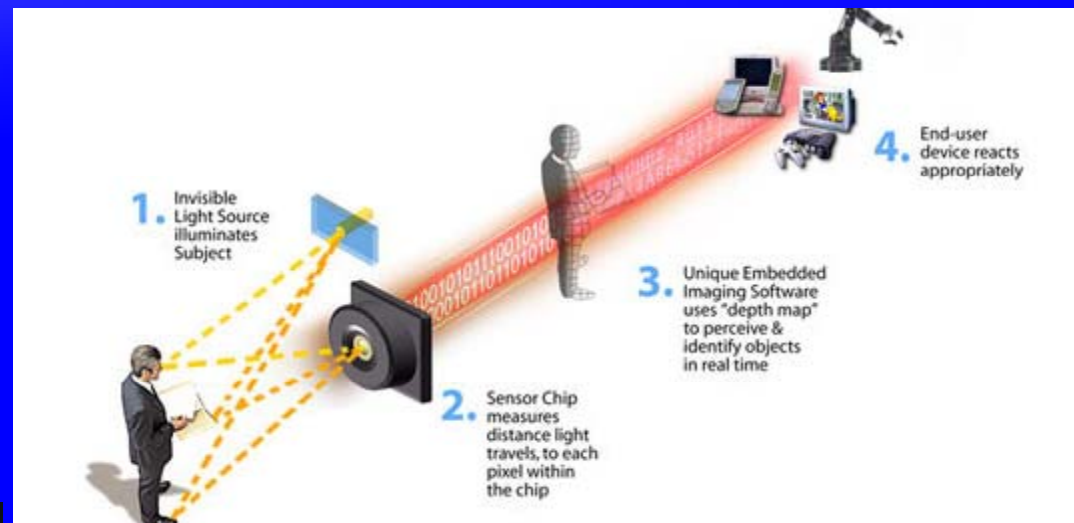 1. Invisible
Light Source
illuminates
Subject
2. Sensor Chip
measures
distance light
travels, to each
pixel within
the chip
3. Unique Embedded
Imaging Software
uses “depth map”
to perceive &
identify objects
in real time
4. End-user
device reacts
appropriately